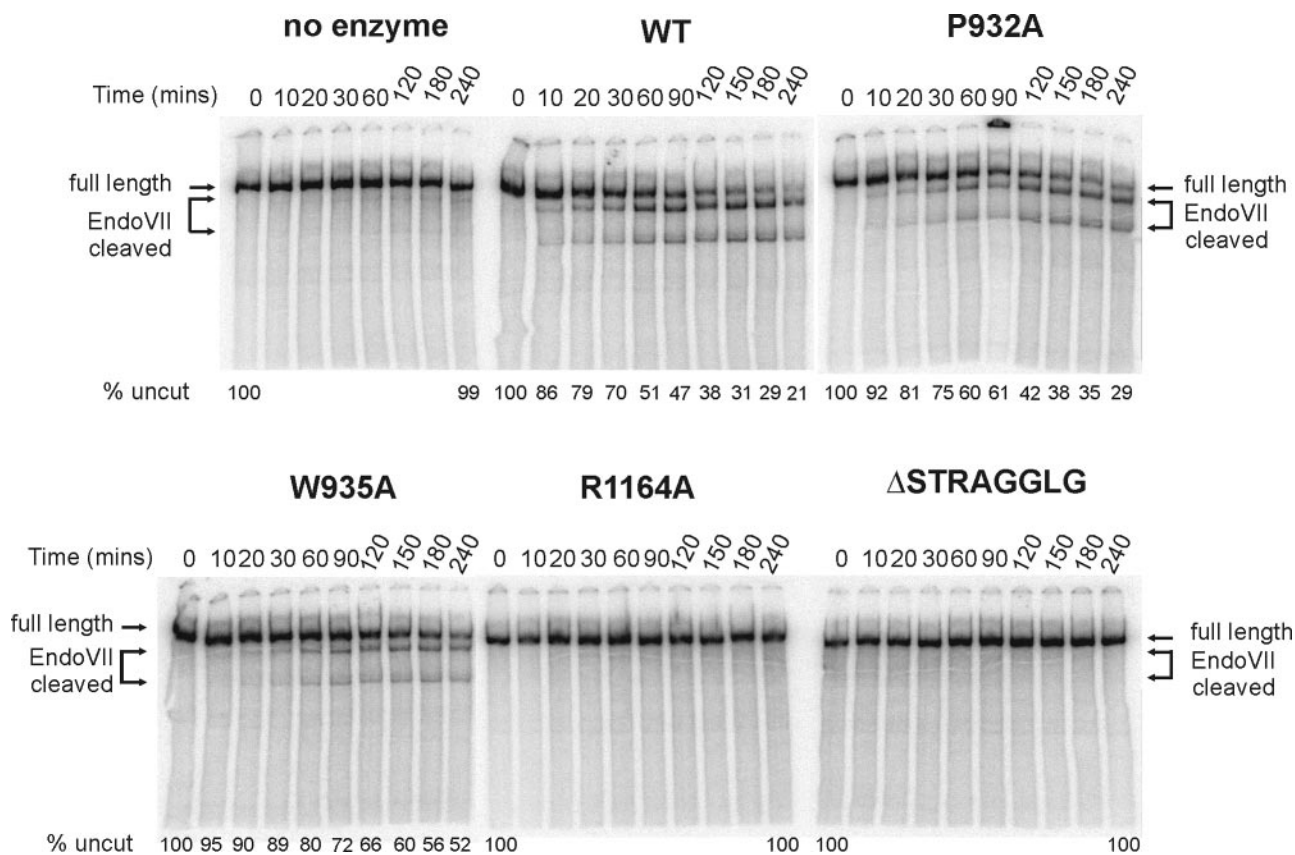 no enzyme WT P932A
Time (mins) 0 10 20 30 60 120 180 240 0 10 20 30 60 90 120 150 180 240 0 10 20 30 60 90 120 150 180 240
full length full length
EndoVII EndoVII
cleaved cleaved
% uncut 100 99 100 86 79 70 51 47 38 31 29 21 100 92 81 75 60 61 42 38 35 29
W935A R1164A ΔSTRAGGLG
Time (mins) 0 10 20 30 60 90 120 150 180 240 0 10 20 30 60 90 120 150 180 240 0 10 20 30 60 90 120 150 180 240
full length full length
EndoVII EndoVII
cleaved cleaved
% uncut 100 95 90 89 80 72 66 60 56 52 100 100 100 100